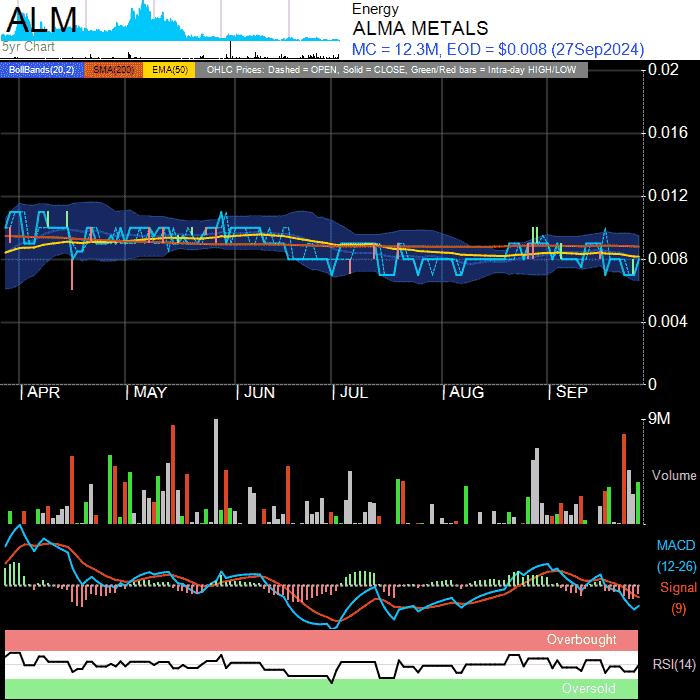 ALM
5yr Chart
Energy
ALMA METALS
MC = 12.3M, EOD = $0.008 (27Sep2024)
BollBands(20,2) SMA(200) EMA(50) OHLC Prices: Dashed = OPEN, Solid = CLOSE, Green/Red bars = Intra-day HIGH/LOW
0.02
0.016
0.012
0.008
0.004
0
| APR | MAY | JUN | JUL | AUG | SEP
9M
Volume
MACD
(12-26)
Signal
(9)
Overbought
RSI(14)
Oversold